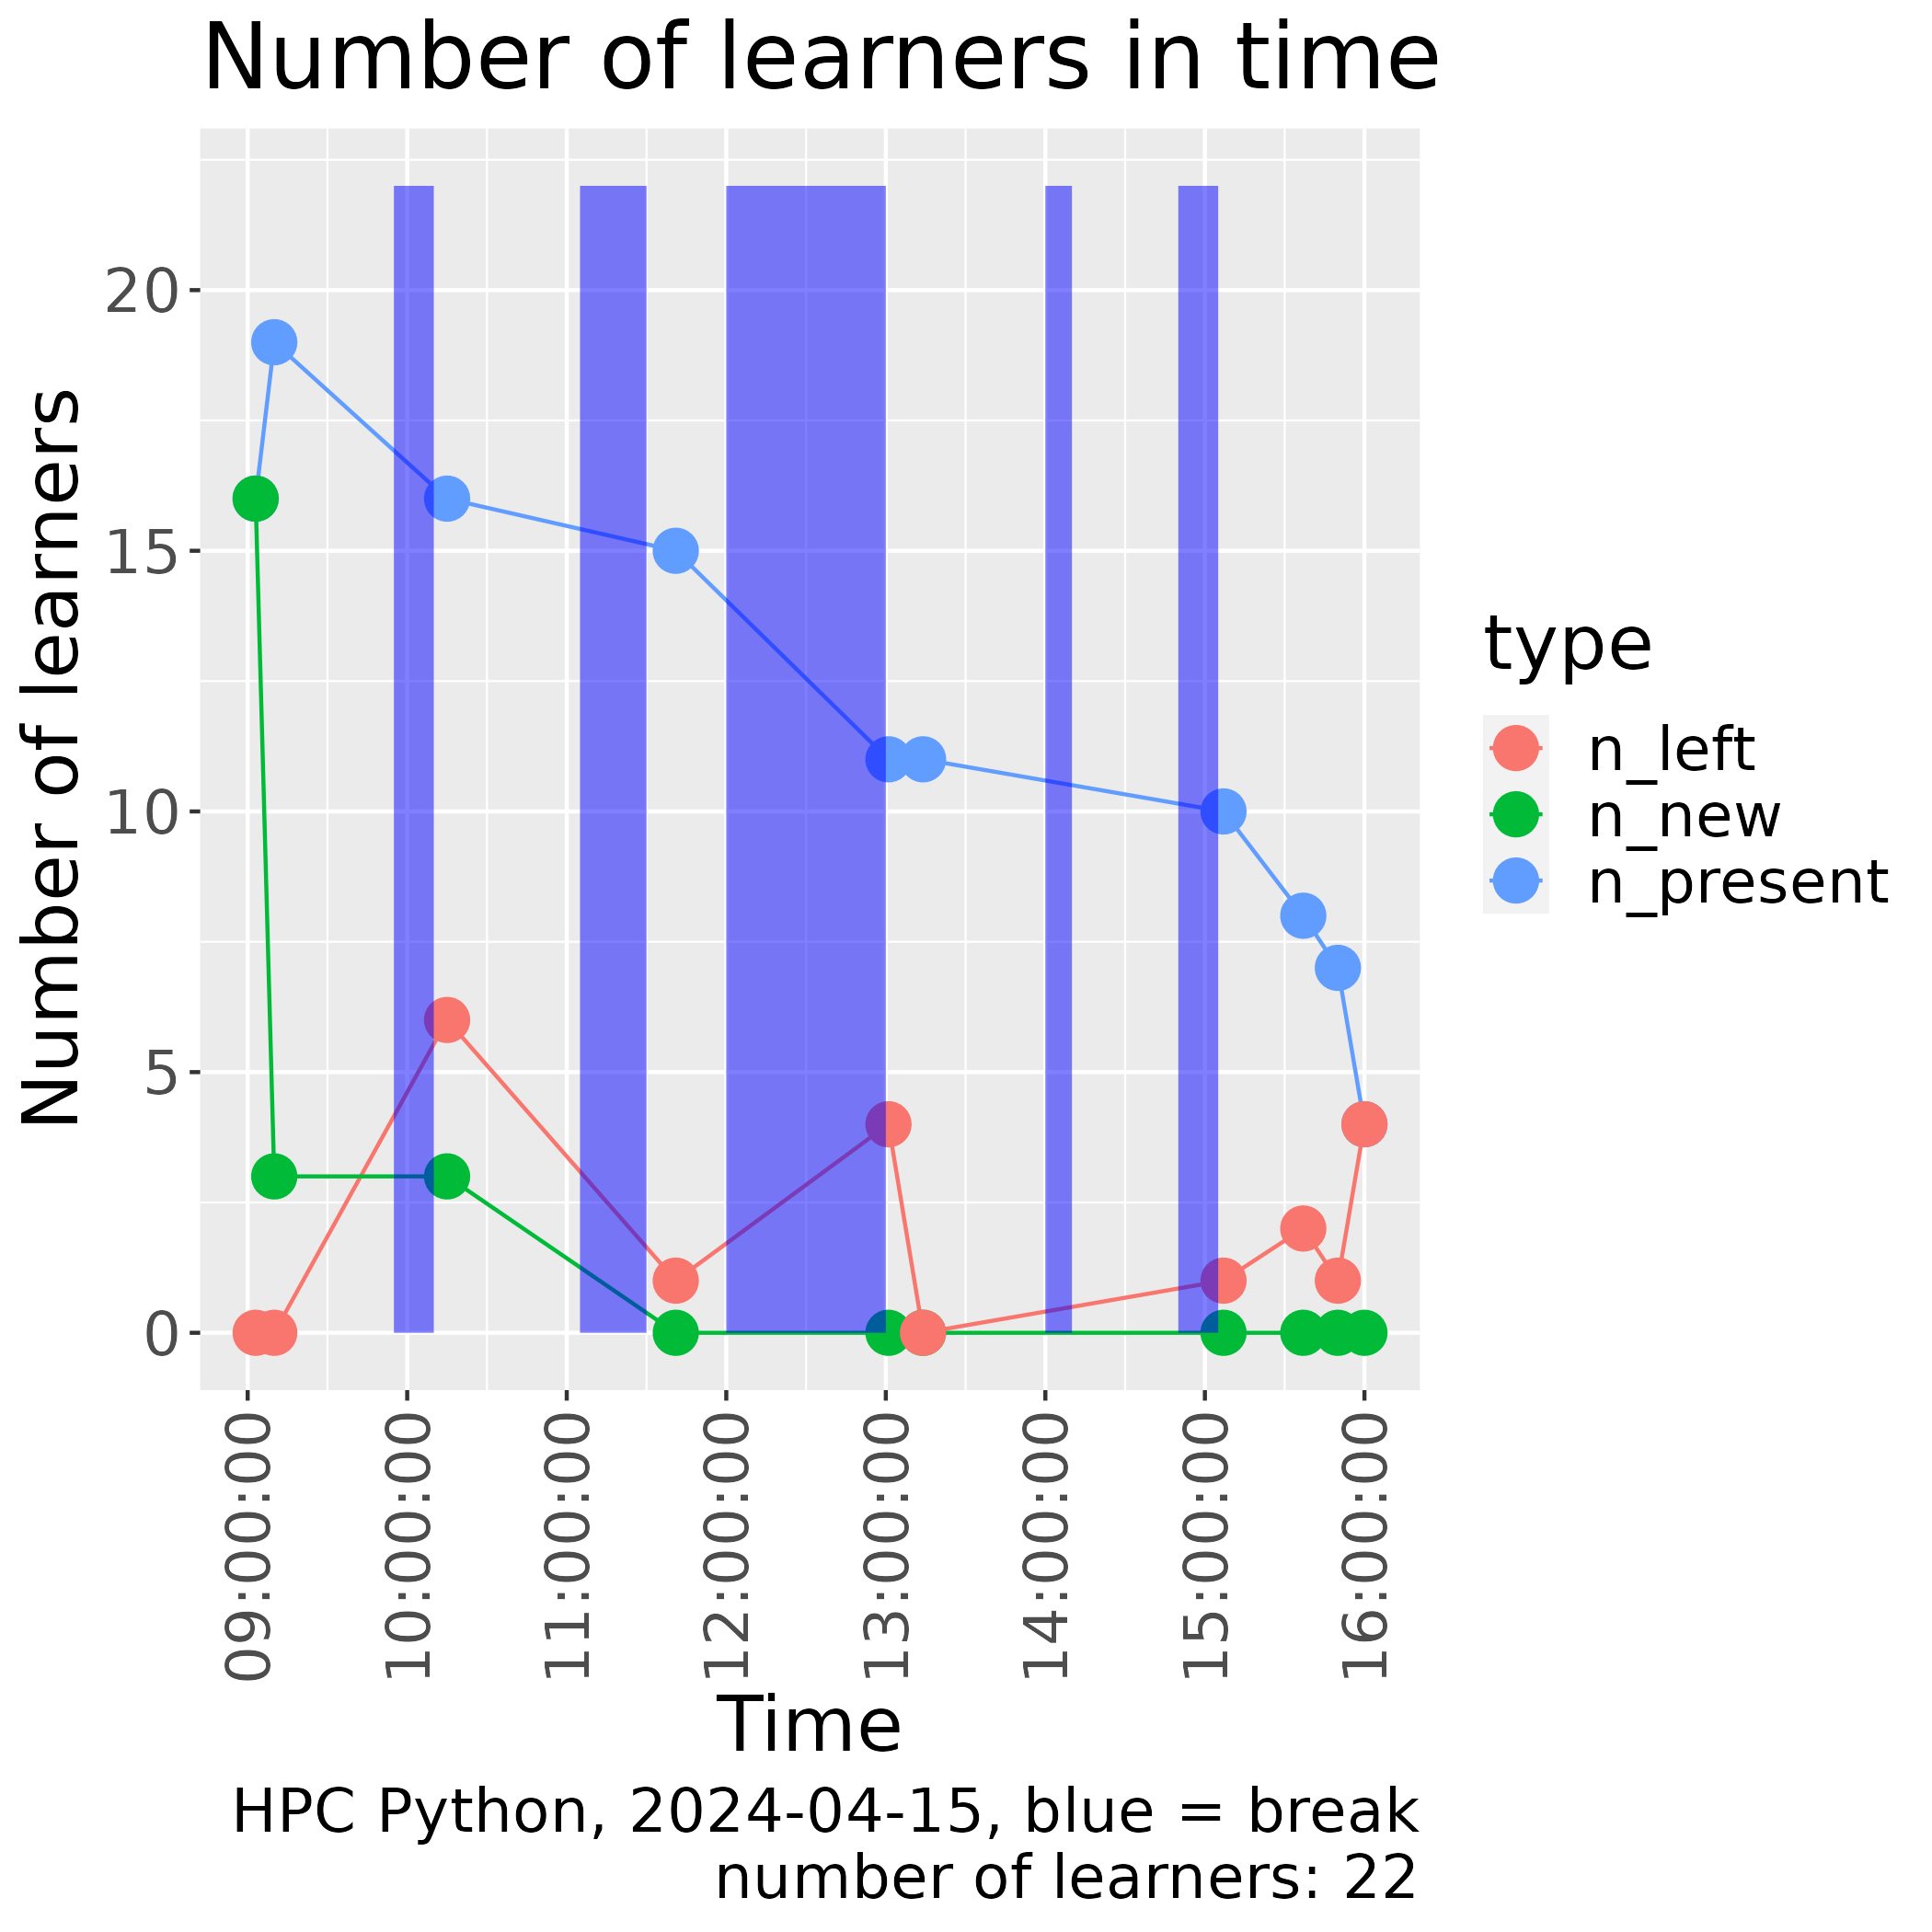 Number of learners in time
Number of learners
20
15
10
5
0
09:00:00
10:00:00
11:00:00
12:00:00
13:00:00
14:00:00
15:00:00
16:00:00
Time
type
n_left
n_new
n_present
HPC Python, 2024-04-15, blue = break
number of learners: 22